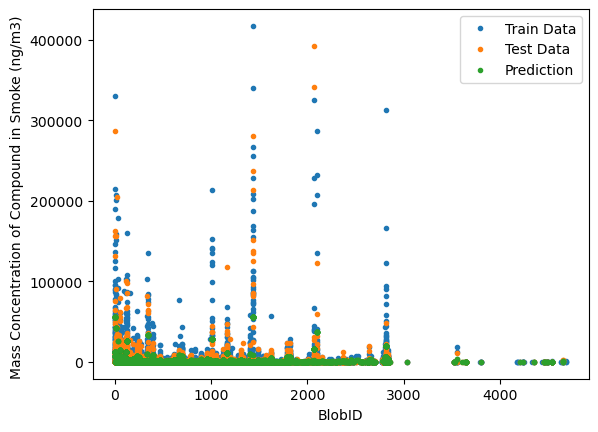 Mass Concentration of Compound in Smoke (ng/m3)
400000
300000
200000
100000
0
0
1000
2000
3000
4000
BlobID
Train Data
Test Data
Prediction